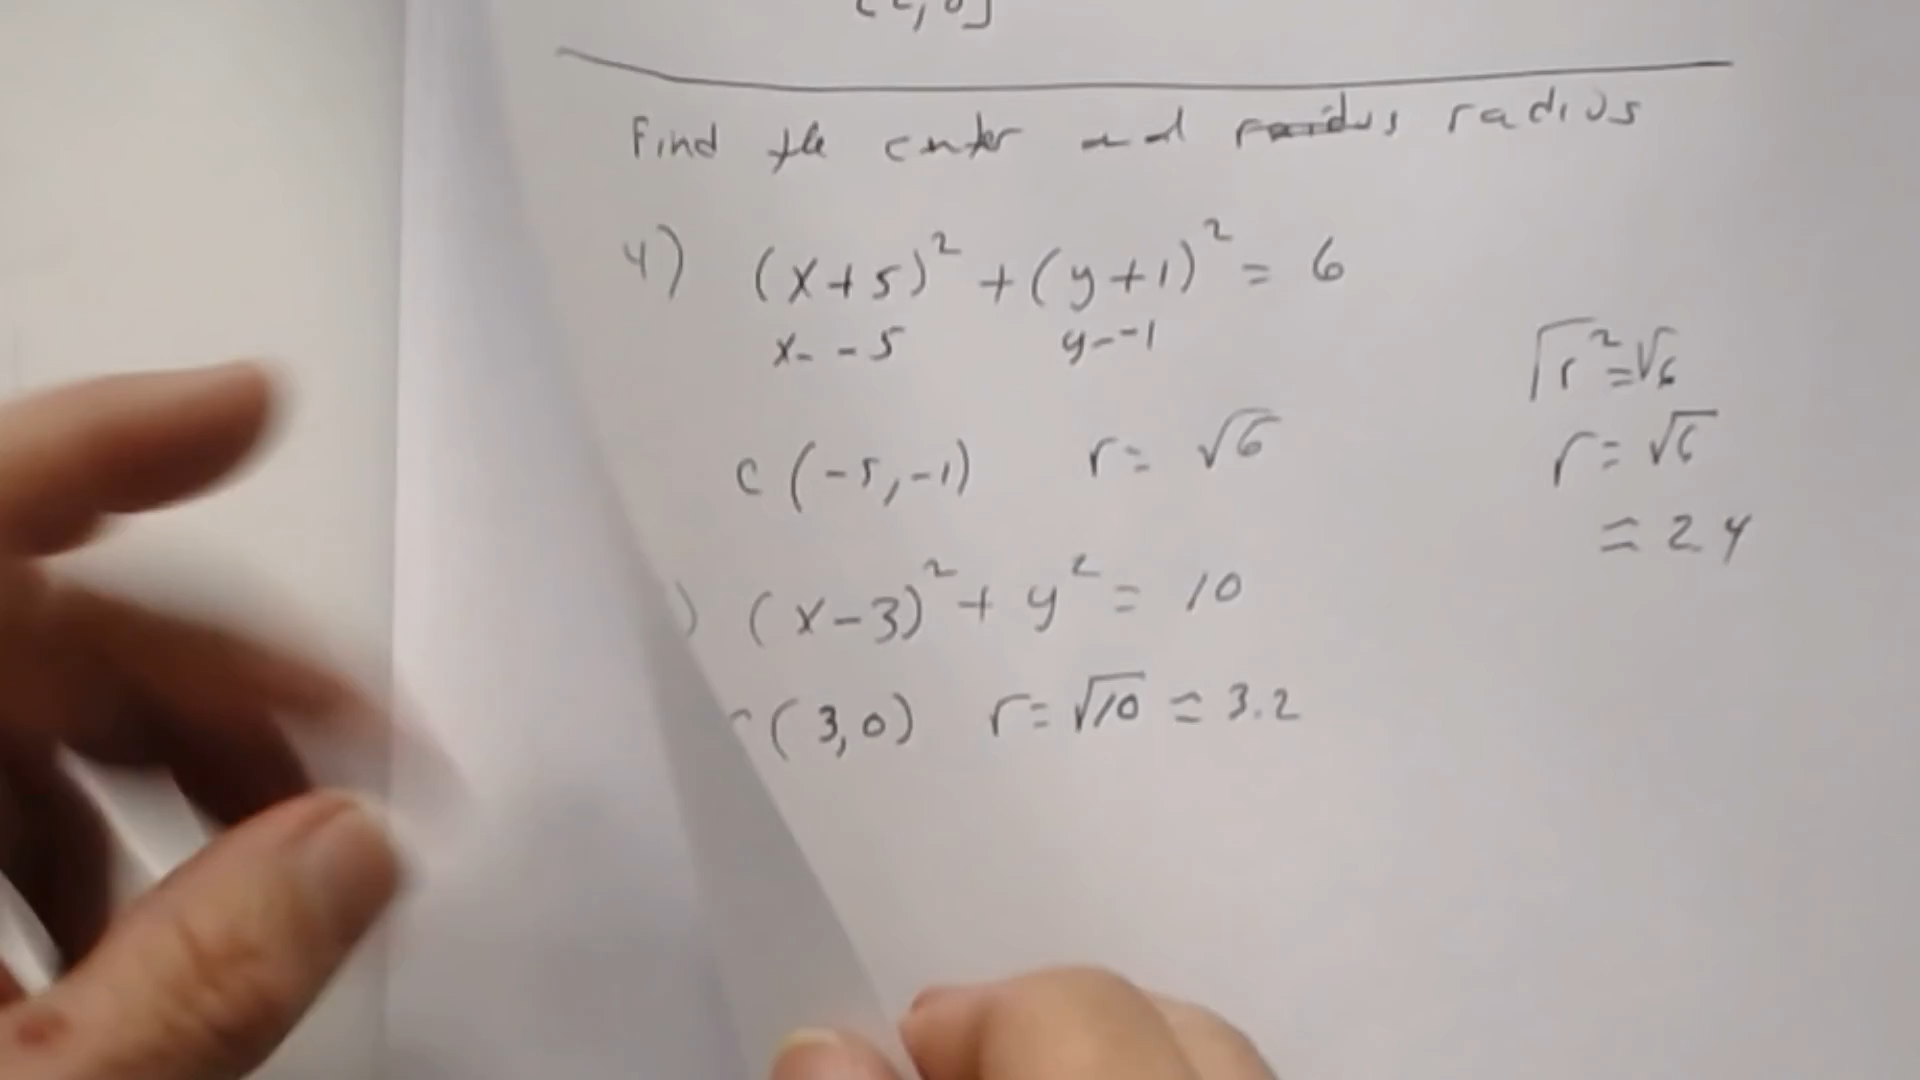 Find the center and radius radius
4) (x+5)² + (y+1)² = 6
x--5 y--1
√r² = √6
c (-5,-1) r= √6
r= √6
≈ 2.4
) (x-3)² + y² = 10
(3,0) r= √10 ≈ 3.2